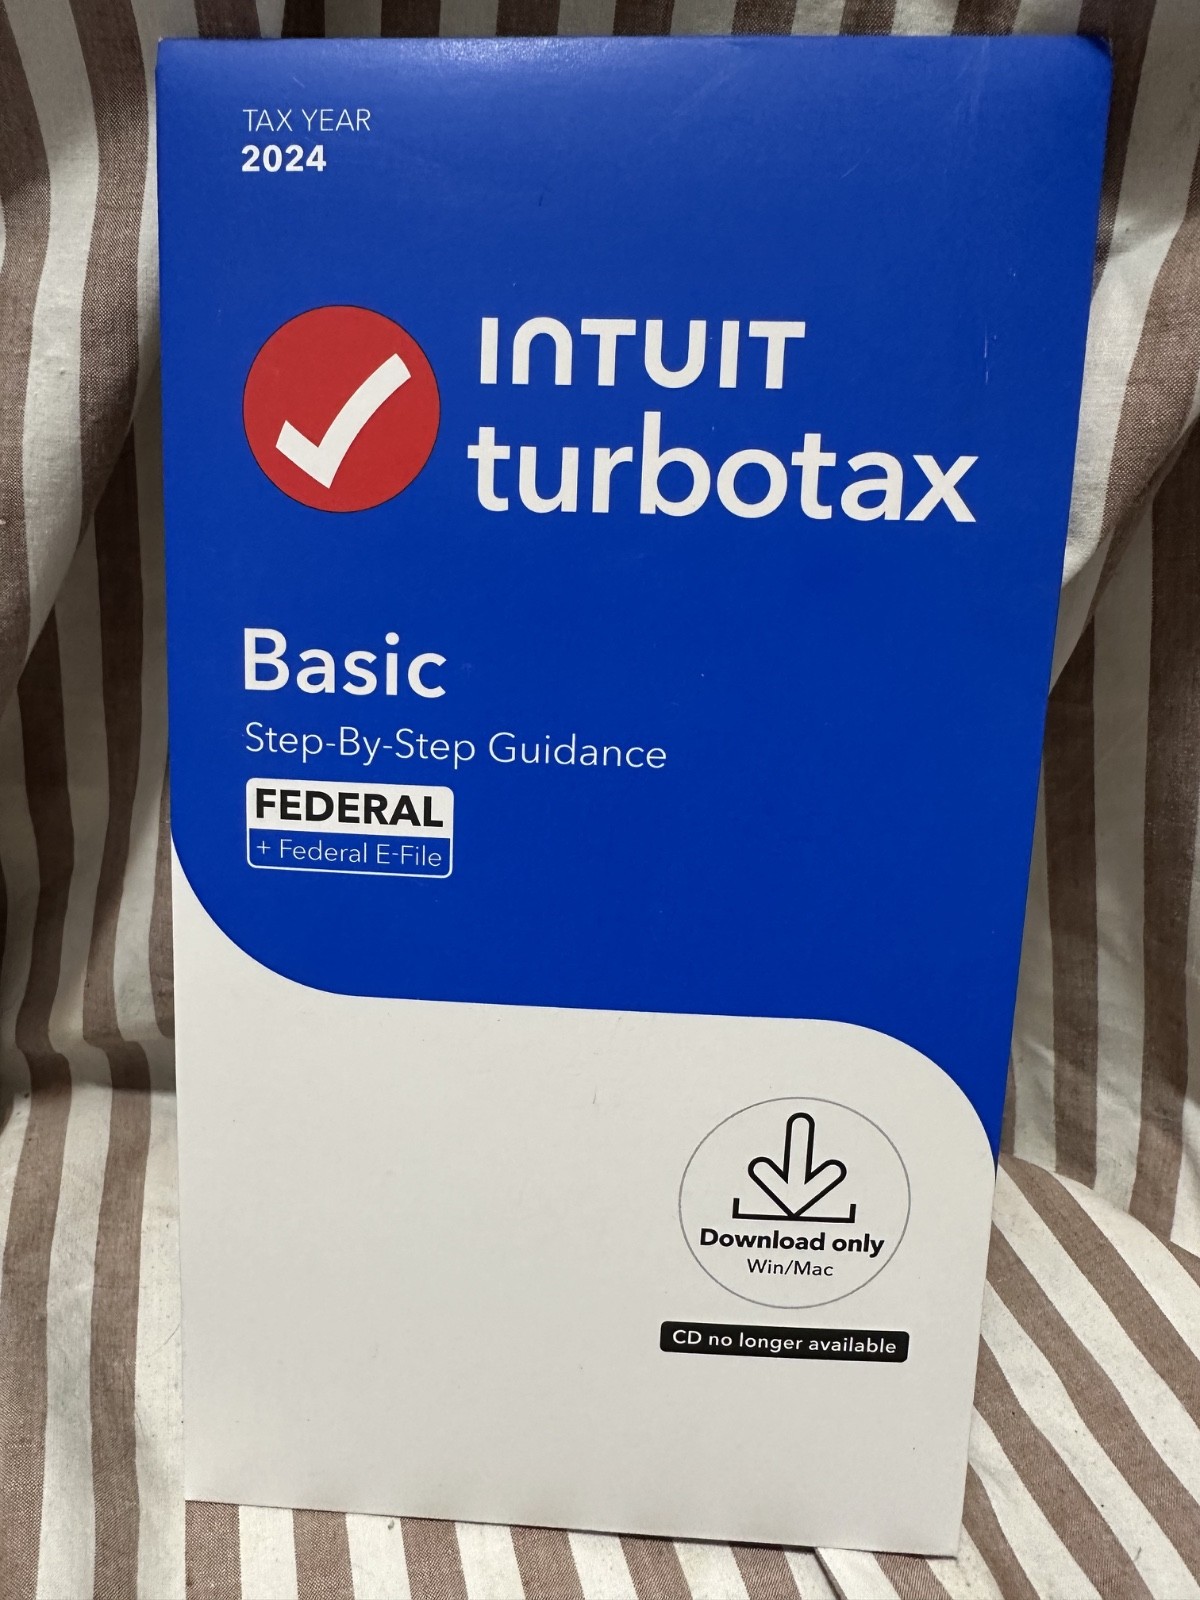 TAX YEAR
2024
INTUIT
turbotax
Basic
Step-By-Step Guidance
FEDERAL
+ Federal E-File
Download only
Win/Mac
CD no longer available